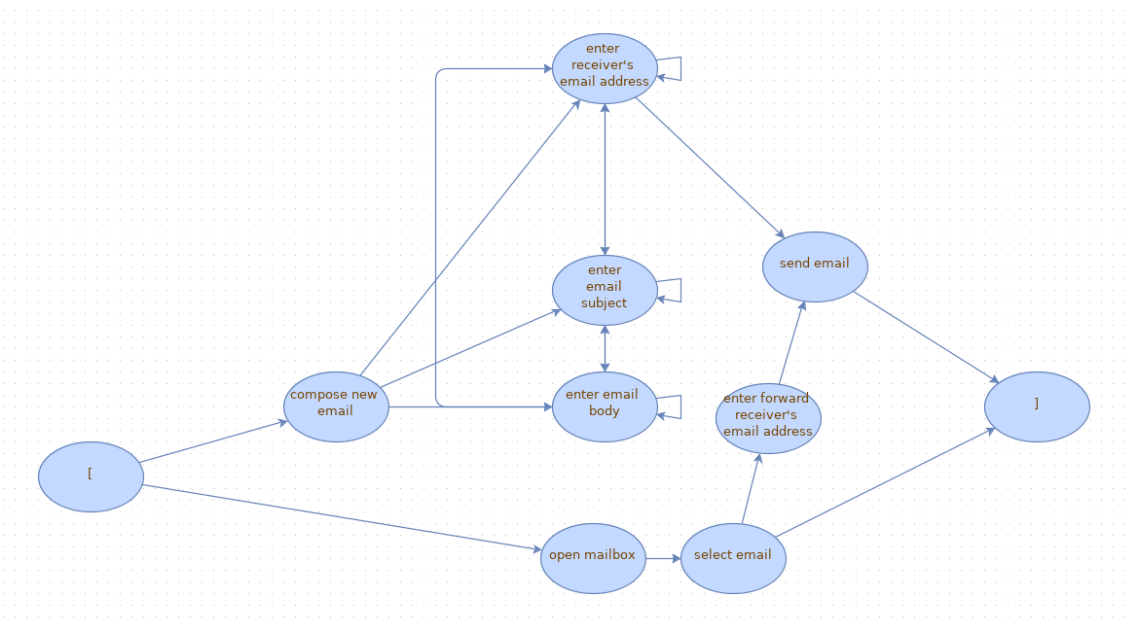 enter
receiver's
email address
send email
enter
email
subject
compose new
email
enter email
body
enter forward
receiver's
email address
]
[
open mailbox
select email